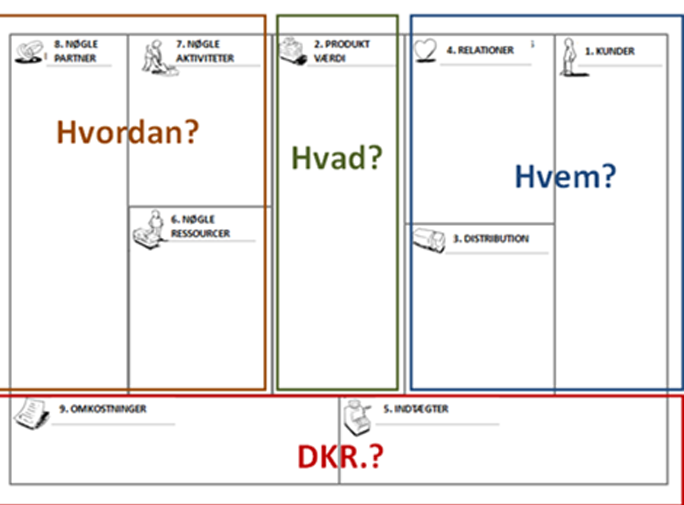 8. NØGLE
PARTNER
7. NØGLE
AKTIVITETER
2. PRODUKT
VÆRDI
4. RELATIONER
1. KUNDER
Hvordan?
Hvad?
Hvem?
6. NØGLE
RESSOURCER
3. DISTRIBUTION
9. OMKOSTNINGER
5. INDTÆGTER
DKR.?